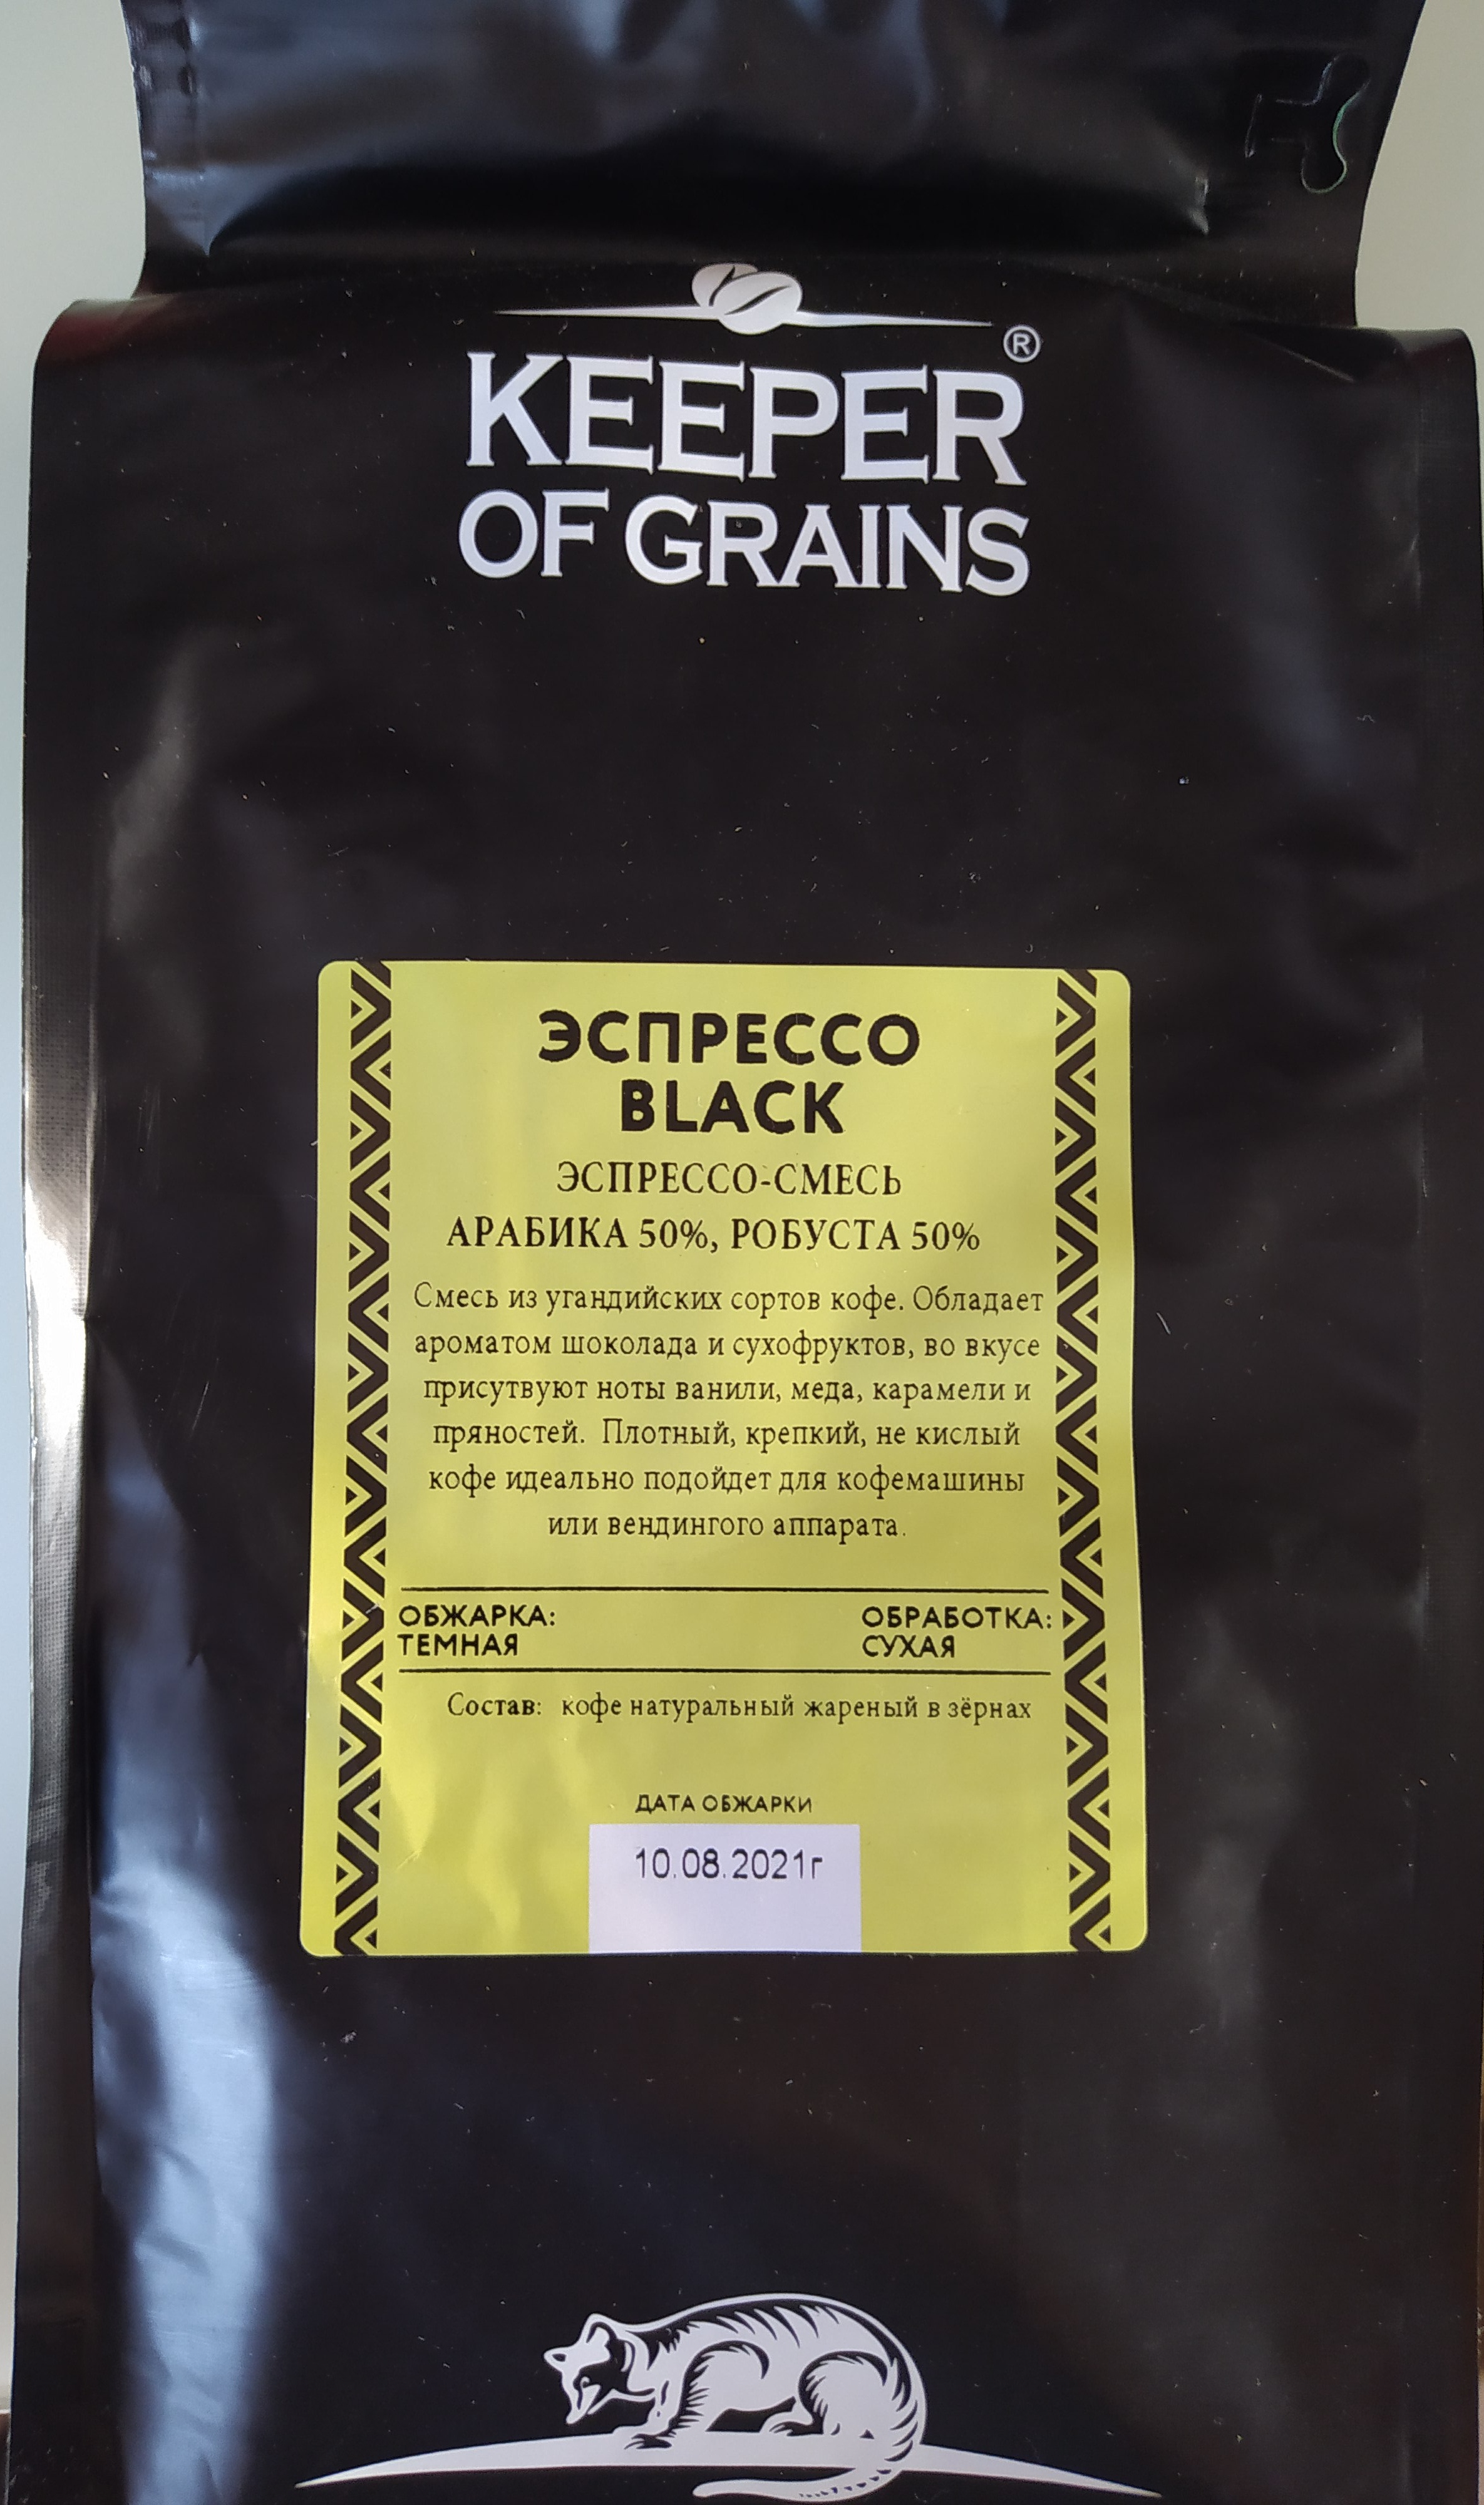 ®
KEEPER
OF GRAINS
ЭСПРЕССО
BLACK
ЭСПРЕССО-СМЕСЬ
АРАБИКА 50%, РОБУСТА 50%
Смесь из угандийских сортов кофе. Обладает
ароматом шоколада и сухофруктов, во вкусе
присутвуют ноты ванили, меда, карамели и
пряностей. Плотный, крепкий, не кислый
кофе идеально подойдет для кофемашины
или вендингого аппарата.
ОБЖАРКА: ОБРАБОТКА:
ТЕМНАЯ СУХАЯ
Состав: кофе натуральный жареный в зёрнах
ДАТА ОБЖАРКИ
10.08.2021г